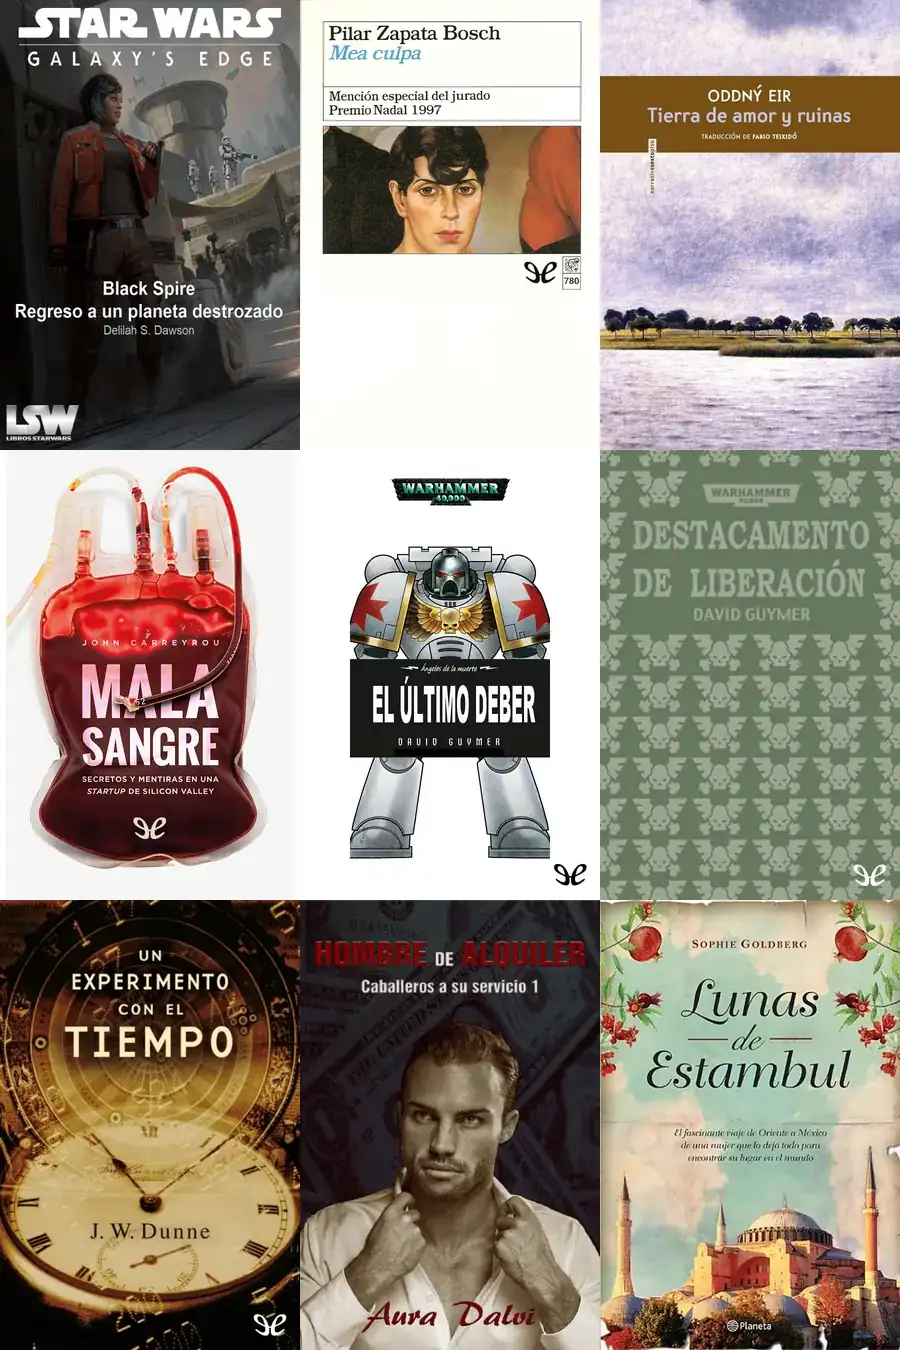 STAR WARS
GALAXY'S EDGE
Black Spire
Regreso a un planeta destrozado
Delilah S. Dawson
LSW
LIBROS STAR WARS
Pilar Zapata Bosch
Mea culpa
Mención especial del jurado
Premio Nadal 1997
780
ODDNÝ EIR
Tierra de amor y ruinas
TRADUCCIÓN DE FABIO TEIXIDÓ
narrativasextopiso
JOHN CARREYROU
MALA
SANGRE
SECRETOS Y MENTIRAS EN UNA
STARTUP DE SILICON VALLEY
WARHAMMER
40,000
Ángeles de la muerte
EL ÚLTIMO DEBER
DAVID GUYMER
WARHAMMER
40,000
DESTACAMENTO
DE LIBERACIÓN
DAVID GUYMER
UN
EXPERIMENTO
CON EL
TIEMPO
J. W. Dunne
HOMBRE DE ALQUILER
Caballeros a su servicio 1
Aura Dalvi
SOPHIE GOLDBERG
Lunas
de
Estambul
El fascinante viaje de Oriente a México
de una mujer que lo dejó todo para
encontrar su lugar en el mundo
Planeta